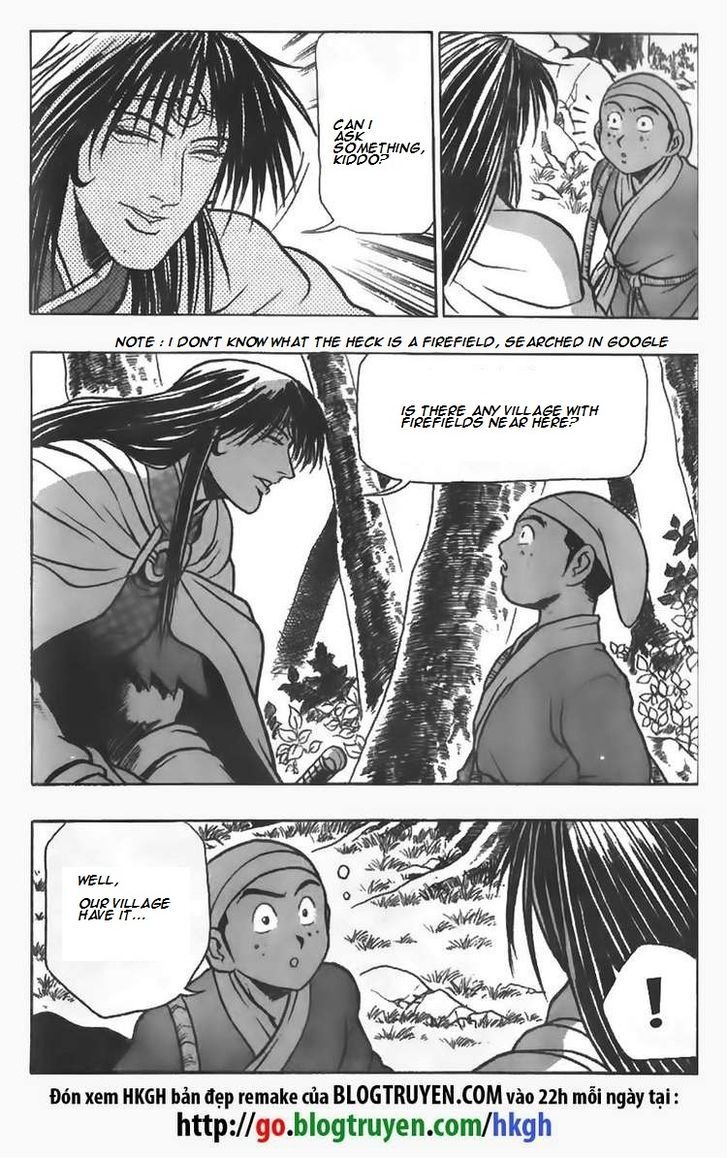 CAN I
ASK
SOMETHING,
KIDDO?
NOTE : I DON'T KNOW WHAT THE HECK IS A FIREFIELD, SEARCHED IN GOOGLE
IS THERE ANY VILLAGE WITH
FIREFIELDS NEAR HERE?
WELL,
OUR VILLAGE
HAVE IT...
!
Đón xem HKGH bản đẹp remake của BLOGTRUYEN.COM vào 22h mỗi ngày tại :
http://go.blogtruyen.com/hkgh